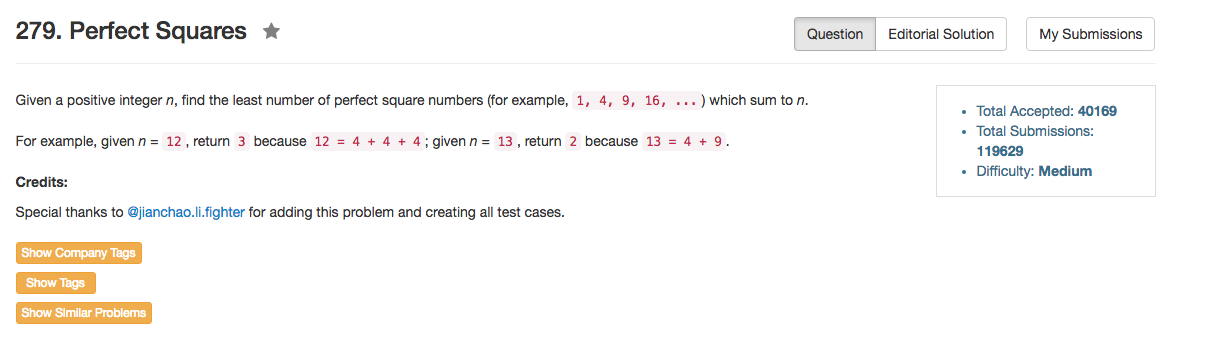 279. Perfect Squares
Question
Editorial Solution
My Submissions
Given a positive integer n, find the least number of perfect square numbers (for example, 1, 4, 9, 16, ... ) which sum to n.
For example, given n = 12 , return 3 because 12 = 4 + 4 + 4 ; given n = 13 , return 2 because 13 = 4 + 9 .
Credits:
Special thanks to @jianchao.li.fighter for adding this problem and creating all test cases.
Show Company Tags
Show Tags
Show Similar Problems
Total Accepted: 40169
Total Submissions:
119629
Difficulty: Medium